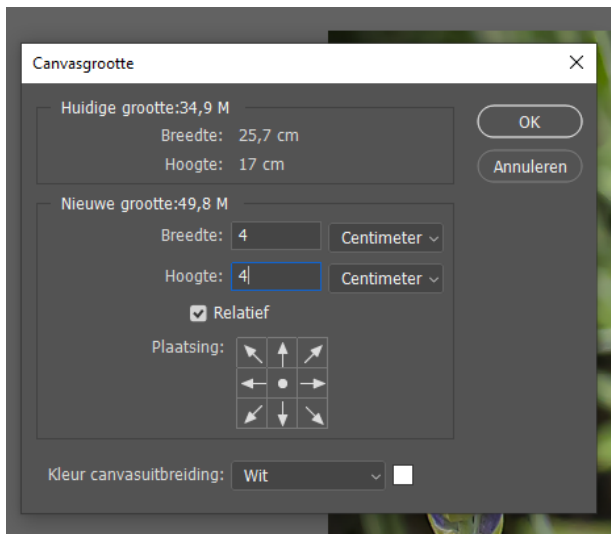 Canvasgrootte
Huidige grootte:34,9 M
OK
Breedte: 25,7 cm
Hoogte: 17 cm
Annuleren
Nieuwe grootte:49,8 M
Breedte: 4 Centimeter
Hoogte: 4 Centimeter
Relatief
Plaatsing:
Kleur canvasuitbreiding: Wit